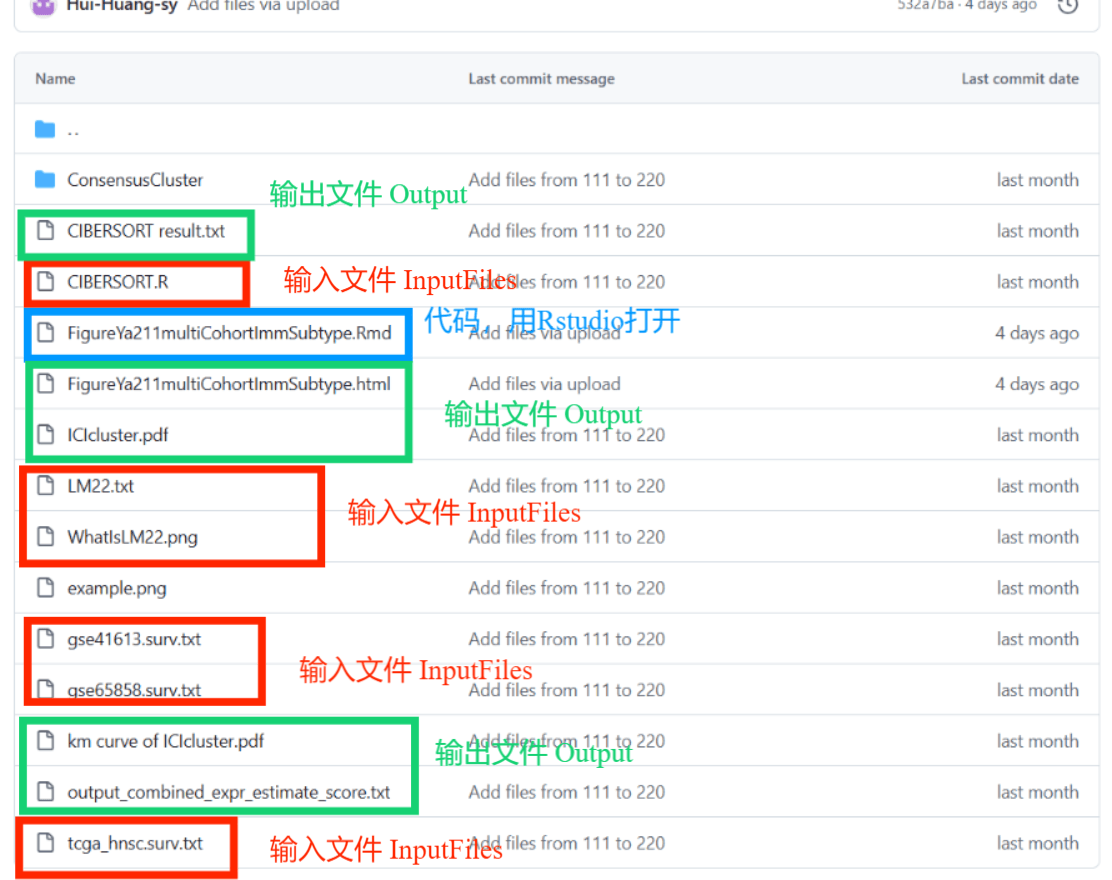 Hui-Huang-sy Add files via upload 532a7ba · 4 days ago
Name Last commit message Last commit date
..
ConsensusCluster Add files from 111 to 220 last month
输出文件 Output
CIBERSORT result.txt Add files from 111 to 220 last month
CIBERSORT.R Add files from 111 to 220 last month
输入文件 InputFiles
代码，用Rstudio打开
FigureYa211multiCohortImmSubtype.Rmd Add files via upload 4 days ago
FigureYa211multiCohortImmSubtype.html Add files via upload 4 days ago
输出文件 Output
ICIcluster.pdf Add files from 111 to 220 last month
LM22.txt Add files from 111 to 220 last month
输入文件 InputFiles
WhatIsLM22.png Add files from 111 to 220 last month
example.png Add files from 111 to 220 last month
gse41613.surv.txt Add files from 111 to 220 last month
输入文件 InputFiles
gse65858.surv.txt Add files from 111 to 220 last month
km curve of ICIcluster.pdf Add files from 111 to 220 last month
输出文件 Output
output_combined_expr_estimate_score.txt Add files from 111 to 220 last month
tcga_hnsc.surv.txt Add files from 111 to 220 last month
输入文件 InputFiles